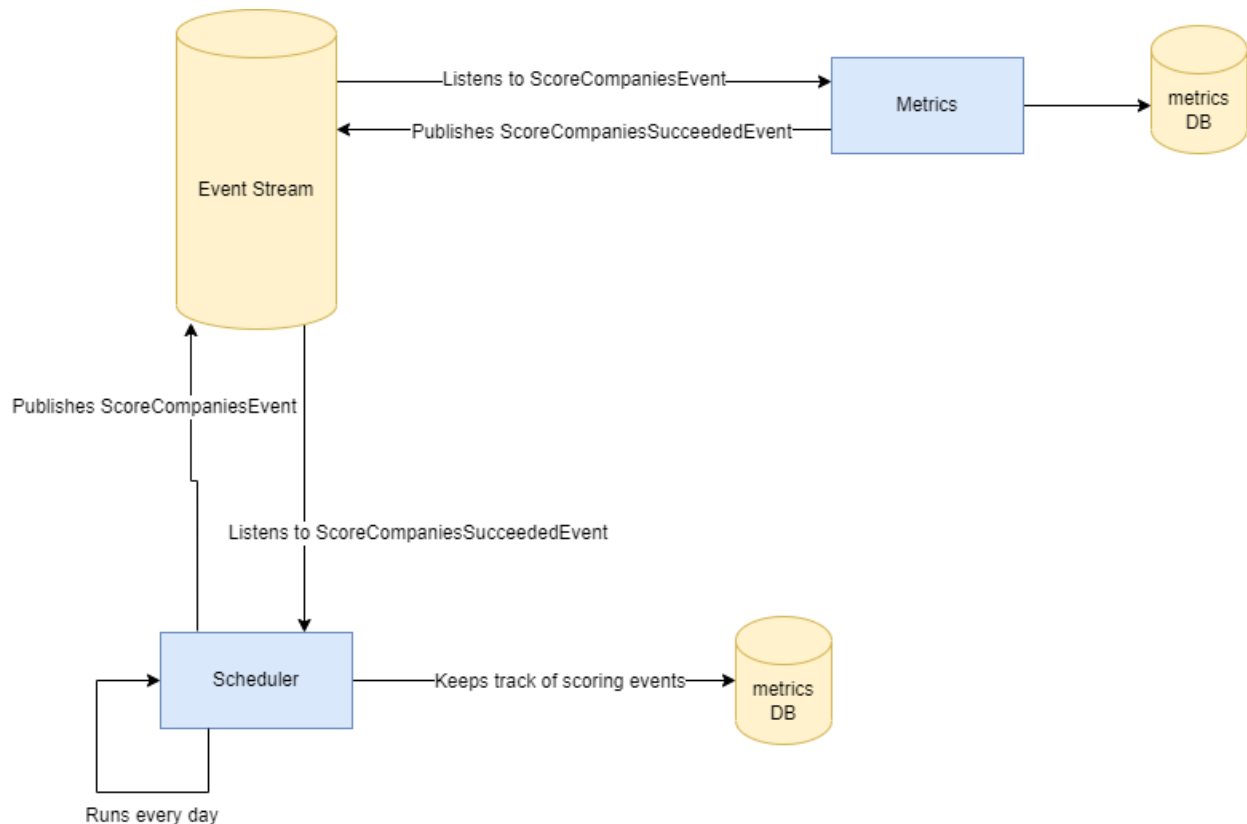 Listens to ScoreCompaniesEvent
Metrics
metrics
DB
Publishes ScoreCompaniesSucceededEvent
Event Stream
Publishes ScoreCompaniesEvent
Listens to ScoreCompaniesSucceededEvent
Scheduler
Keeps track of scoring events
metrics
DB
Runs every day